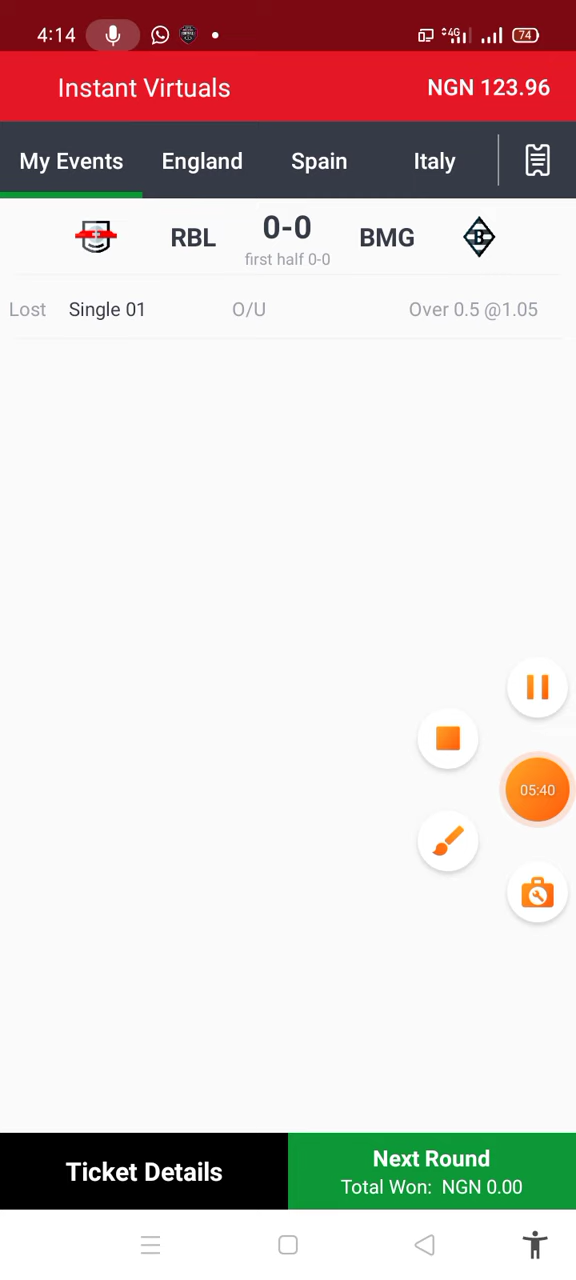 4:14 4G 74
Instant Virtuals NGN 123.96
My Events England Spain Italy
RBL 0-0 BMG B
first half 0-0
Lost Single 01 O/U Over 0.5 @1.05
05:40
Ticket Details
Next Round
Total Won: NGN 0.00